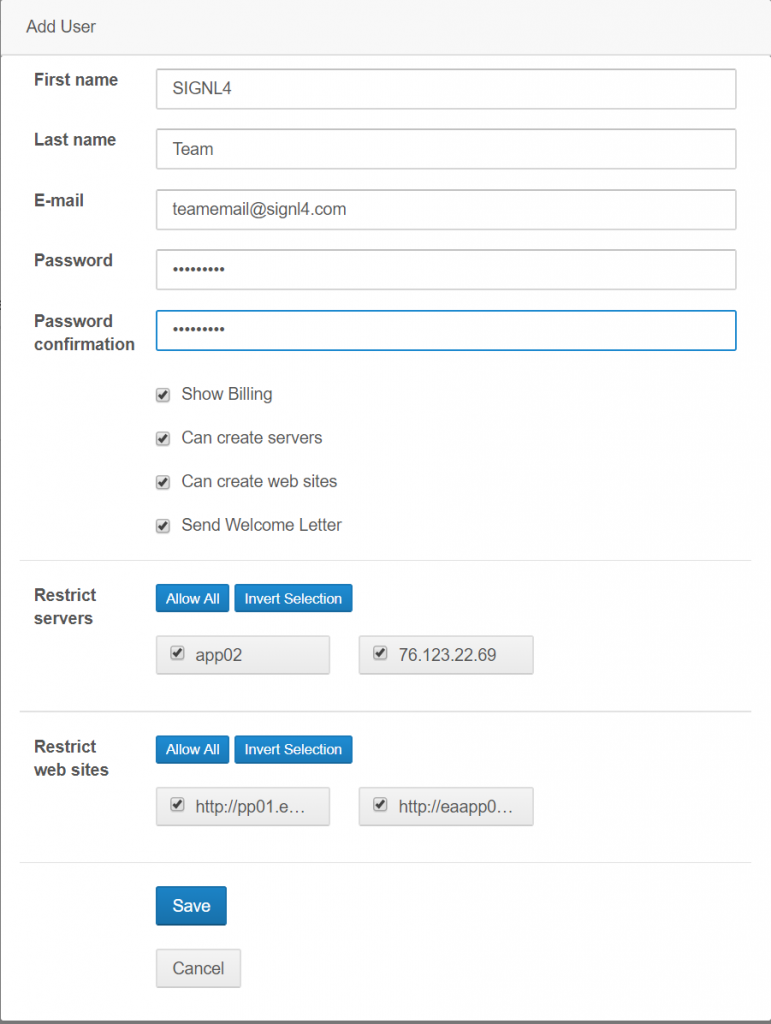 Add User
First name
SIGNL4
Last name
Team
E-mail
teamemail@signl4.com
Password
•••••••••
Password
confirmation
•••••••••
Show Billing
Can create servers
Can create web sites
Send Welcome Letter
Restrict
servers
Allow All Invert Selection
app02 76.123.22.69
Restrict
web sites
Allow All Invert Selection
http://pp01.e... http://eaapp0...
Save
Cancel